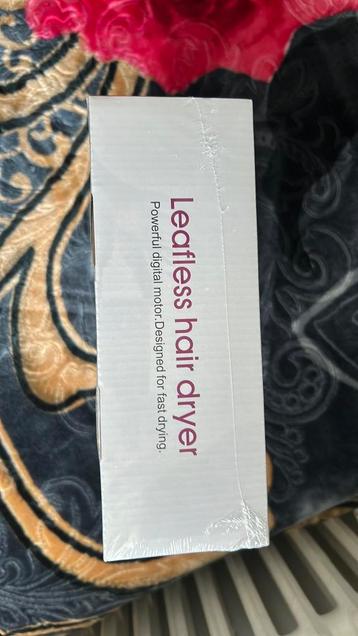 Leafless hair dryer
Powerful digital motor.Designed for fast drying.